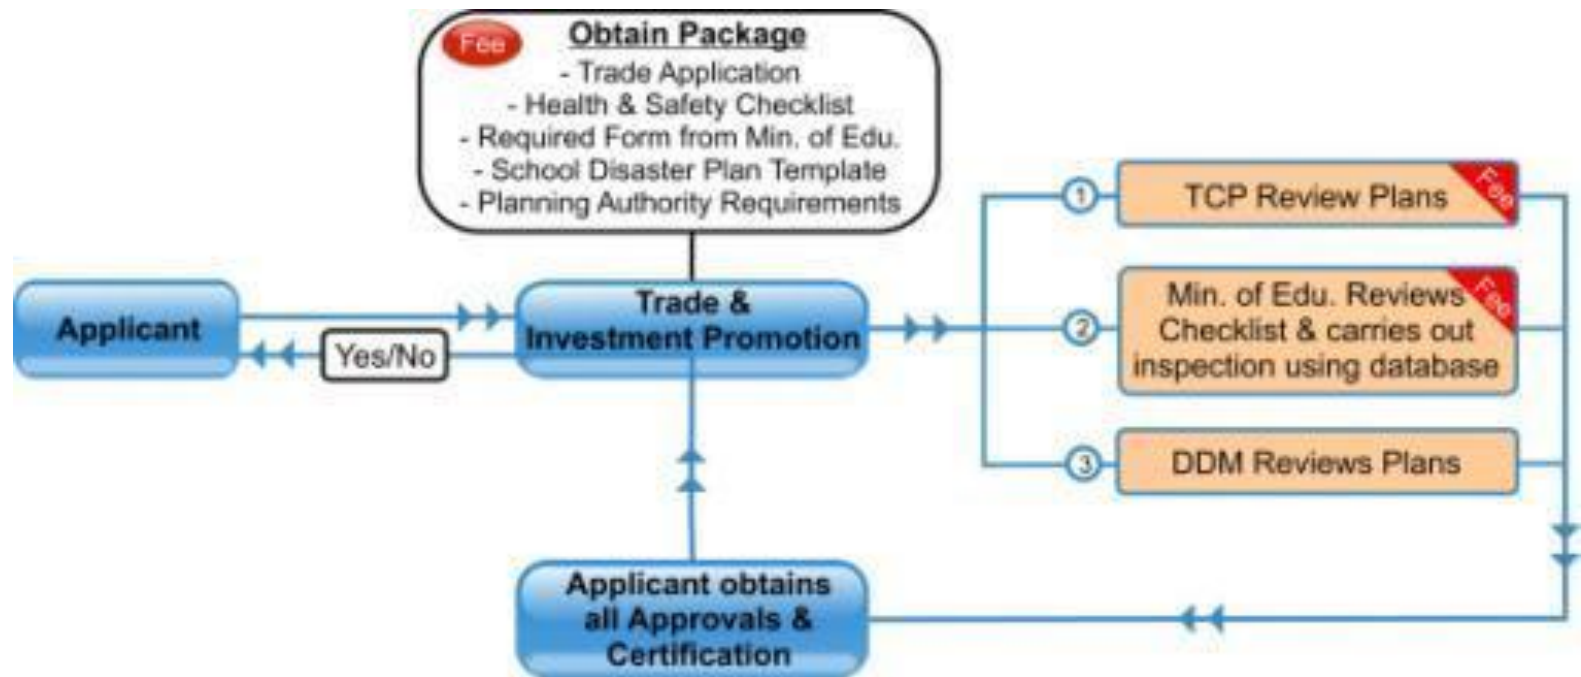 Fee
Obtain Package
- Trade Application
- Health & Safety Checklist
- Required Form from Min. of Edu.
- School Disaster Plan Template
- Planning Authority Requirements
Applicant
Yes/No
Trade &
Investment Promotion
1
TCP Review Plans
Fee
2
Min. of Edu. Reviews
Checklist & carries out
inspection using database
Fee
3
DDM Reviews Plans
Applicant obtains
all Approvals &
Certification